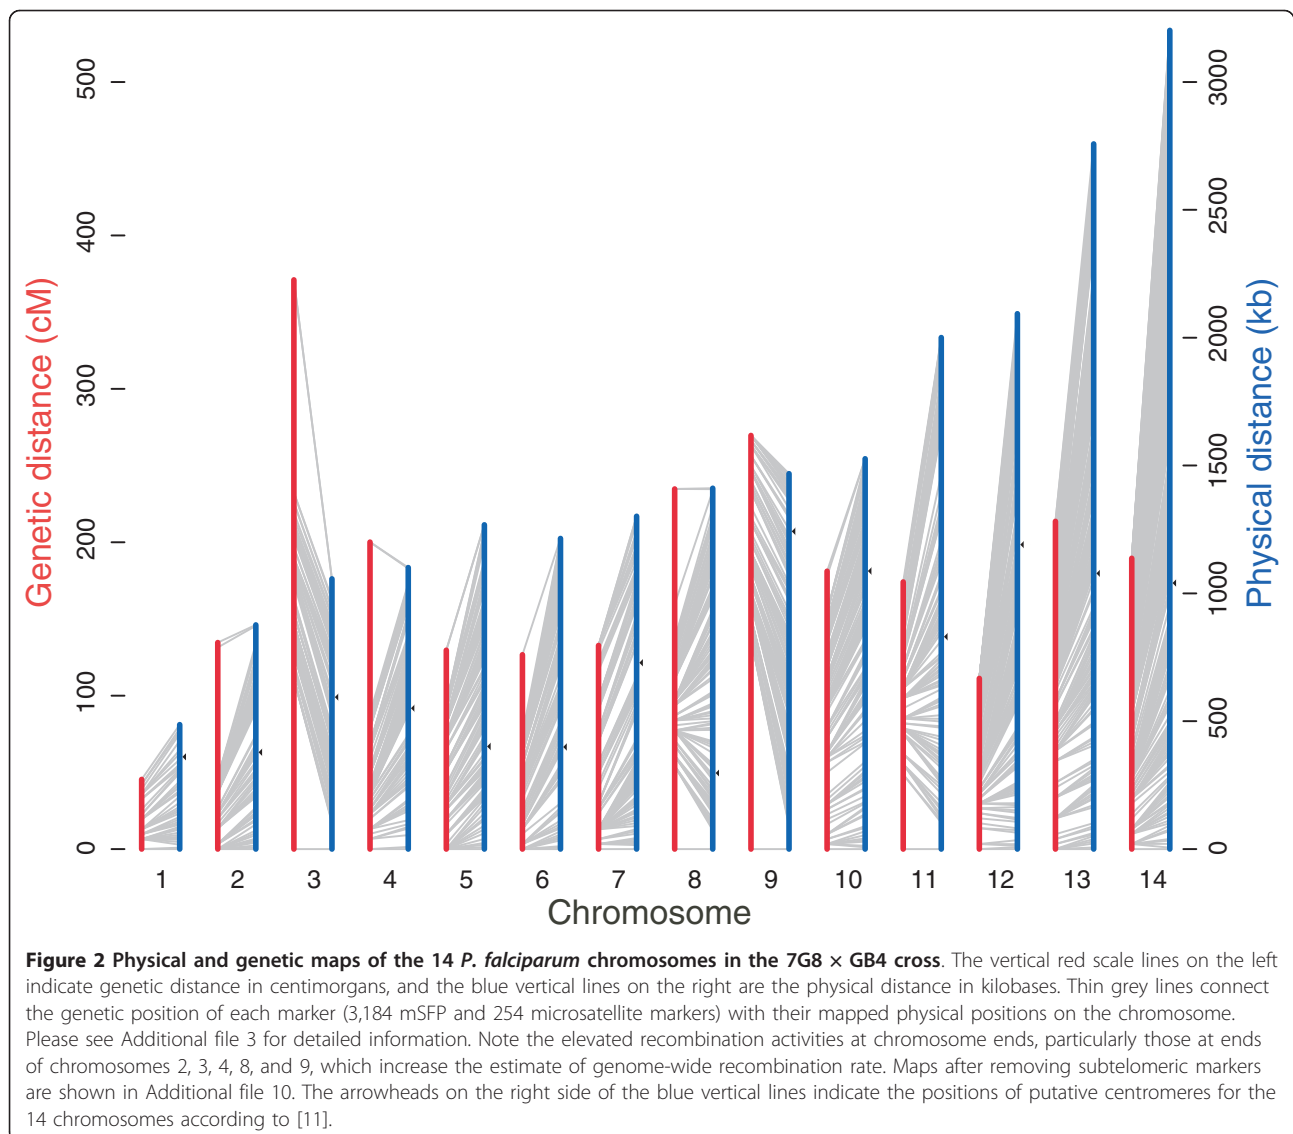 500
400
300
200
100
0
Genetic distance (cM)
3000
2500
2000
1500
1000
500
0
Physical distance (kb)
1 2 3 4 5 6 7 8 9 10 11 12 13 14
Chromosome
Figure 2 Physical and genetic maps of the 14 P. falciparum chromosomes in the 7G8 × GB4 cross. The vertical red scale lines on the left
indicate genetic distance in centimorgans, and the blue vertical lines on the right are the physical distance in kilobases. Thin grey lines connect
the genetic position of each marker (3,184 mSFP and 254 microsatellite markers) with their mapped physical positions on the chromosome.
Please see Additional file 3 for detailed information. Note the elevated recombination activities at chromosome ends, particularly those at ends
of chromosomes 2, 3, 4, 8, and 9, which increase the estimate of genome-wide recombination rate. Maps after removing subtelomeric markers
are shown in Additional file 10. The arrowheads on the right side of the blue vertical lines indicate the positions of putative centromeres for the
14 chromosomes according to [11].